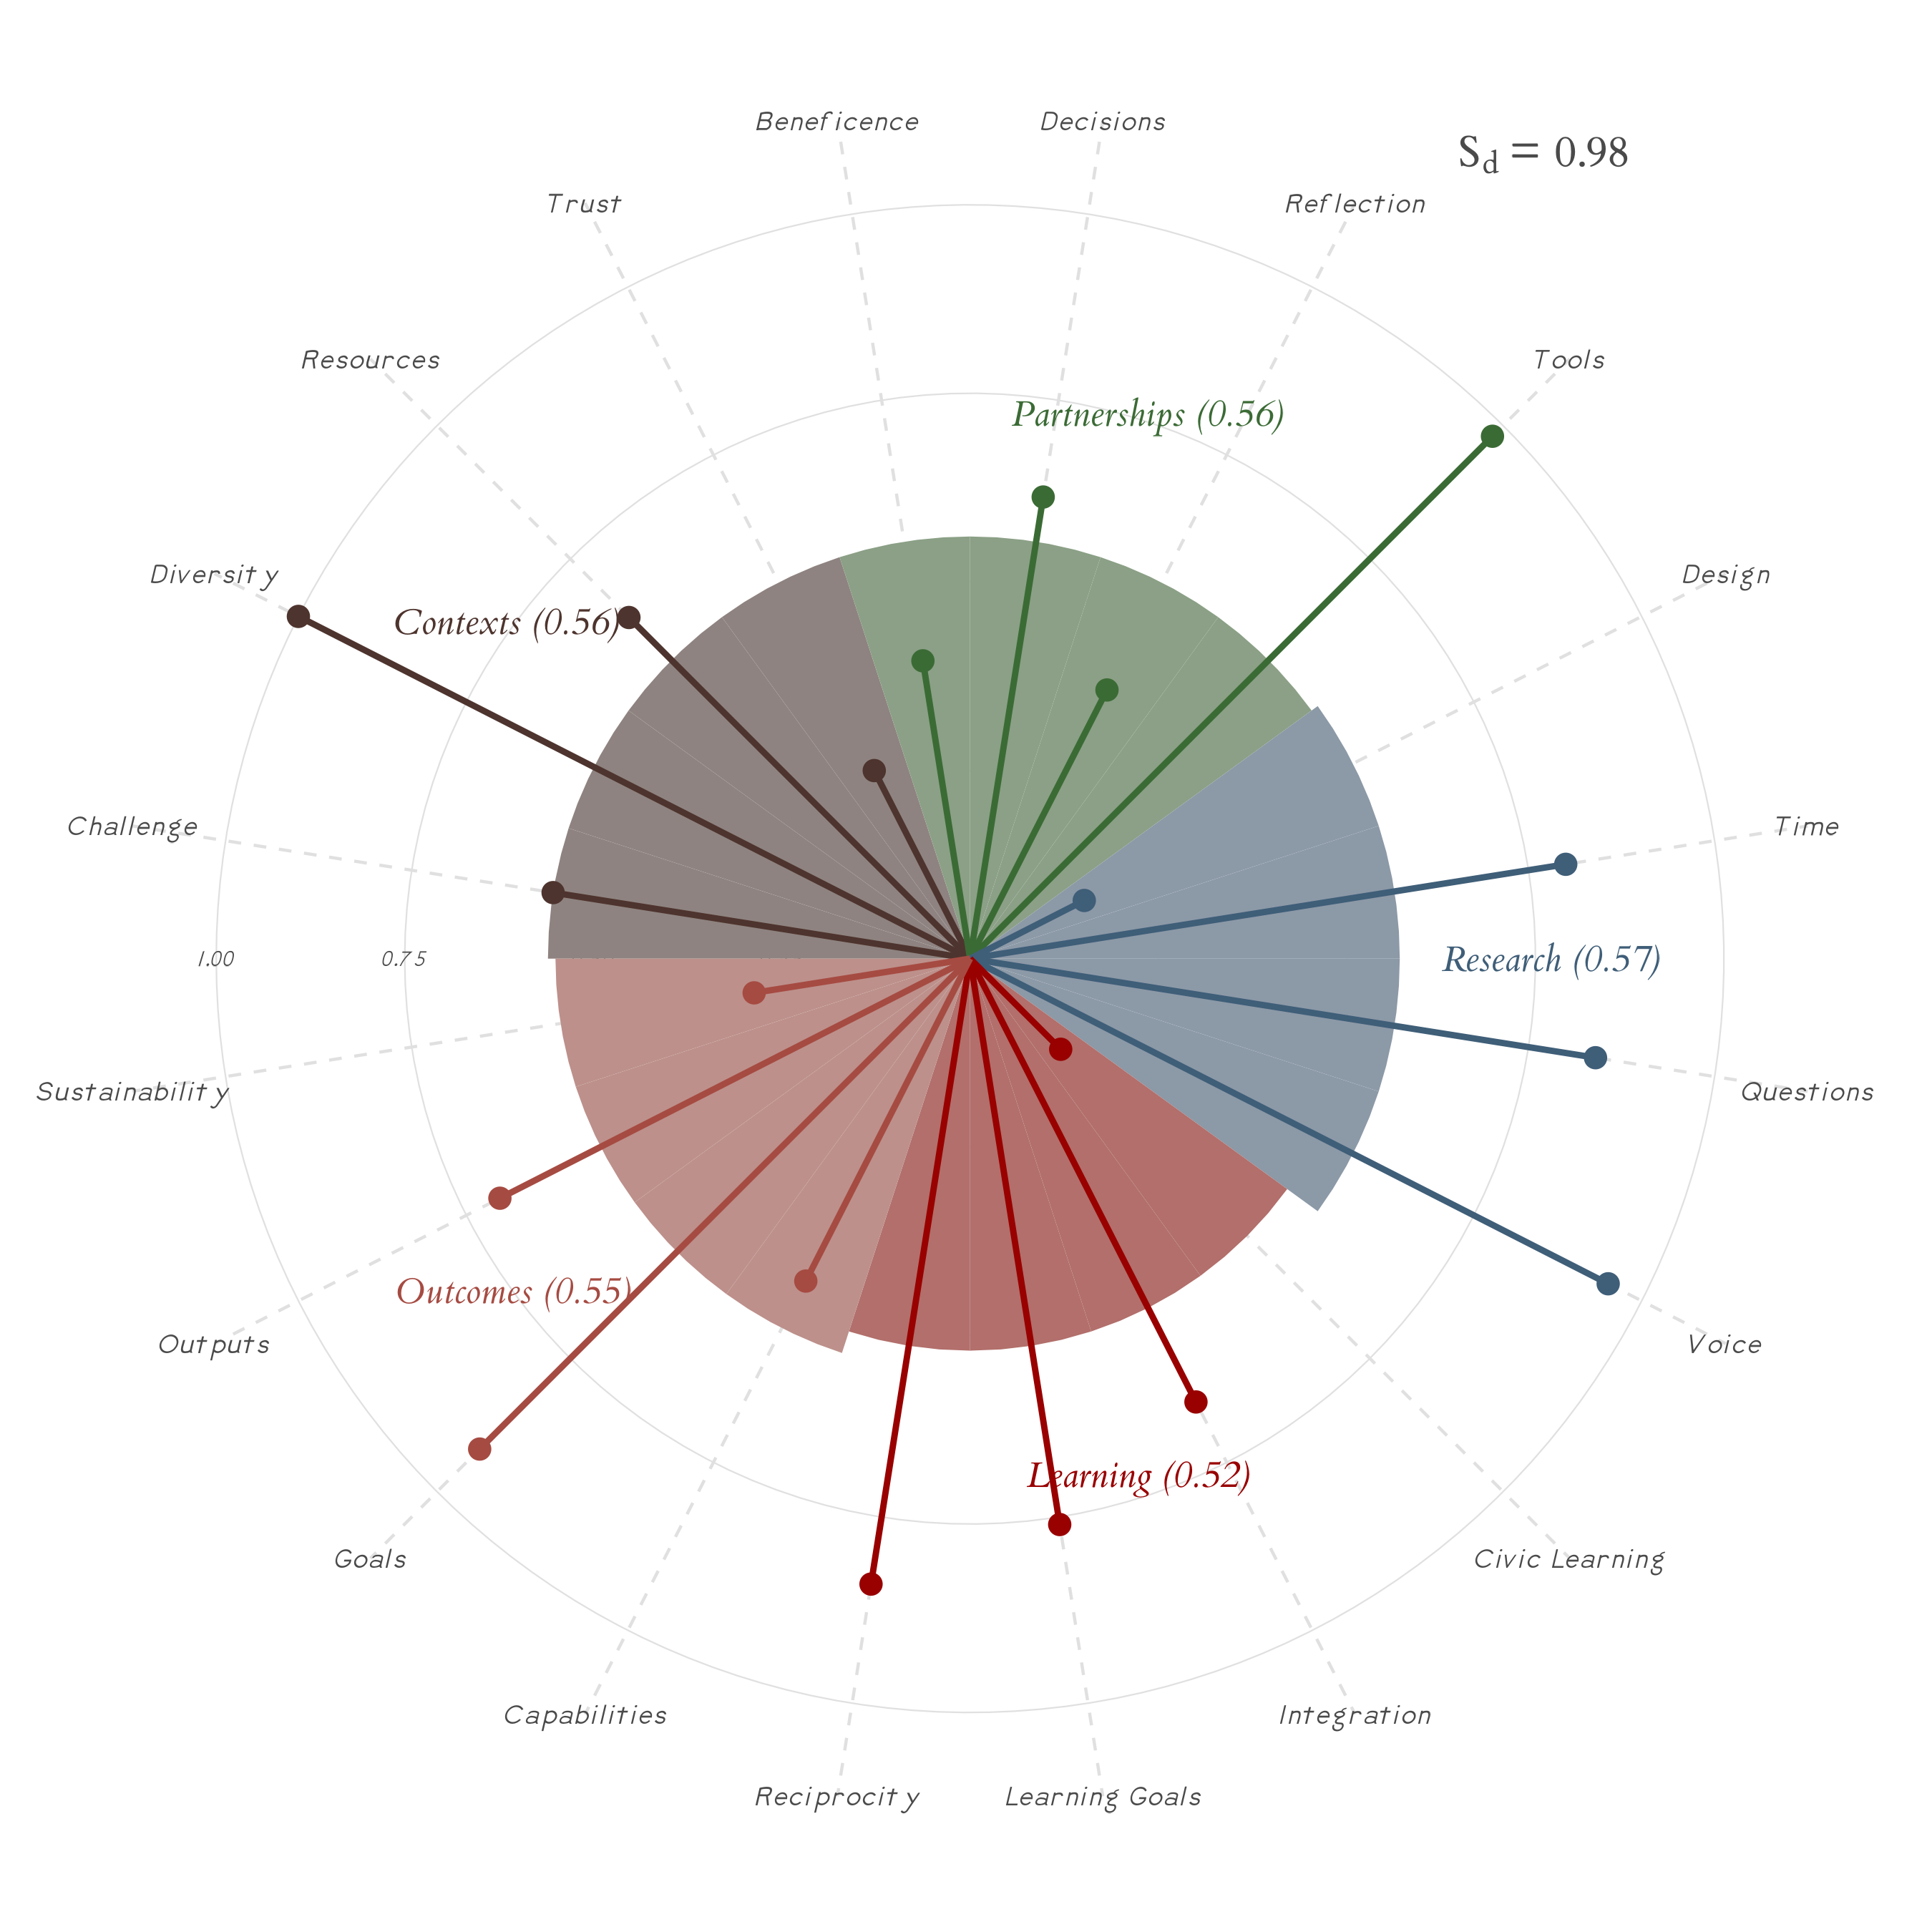 Beneficence
Decisions
S_d = 0.98
Trust
Reflection
Resources
Tools
Partnerships (0.56)
Diversity
Design
Contexts (0.56)
Challenge
Time
1.00
0.75
Research (0.57)
Sustainability
Questions
Outcomes (0.55)
Outputs
Voice
Learning (0.52)
Goals
Civic Learning
Capabilities
Integration
Reciprocity
Learning Goals